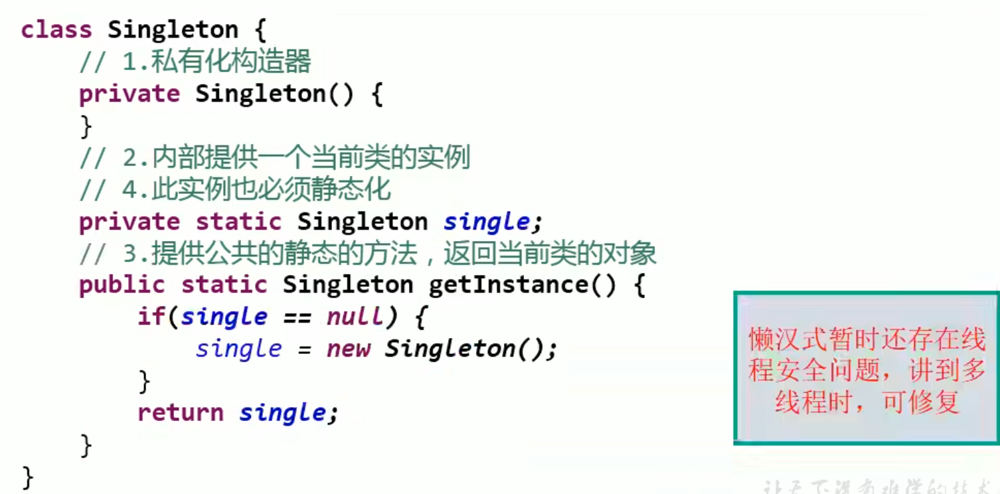 class Singleton {
// 1.私有化构造器
private Singleton() {
}
// 2.内部提供一个当前类的实例
// 4.此实例也必须静态化
private static Singleton single;
// 3.提供公共的静态的方法，返回当前类的对象
public static Singleton getInstance() {
if(single == null) {
single = new Singleton();
}
return single;
}
}
懒汉式暂时还存在线
程安全问题，讲到多
线程时，可修复
让天下没有难学的技术